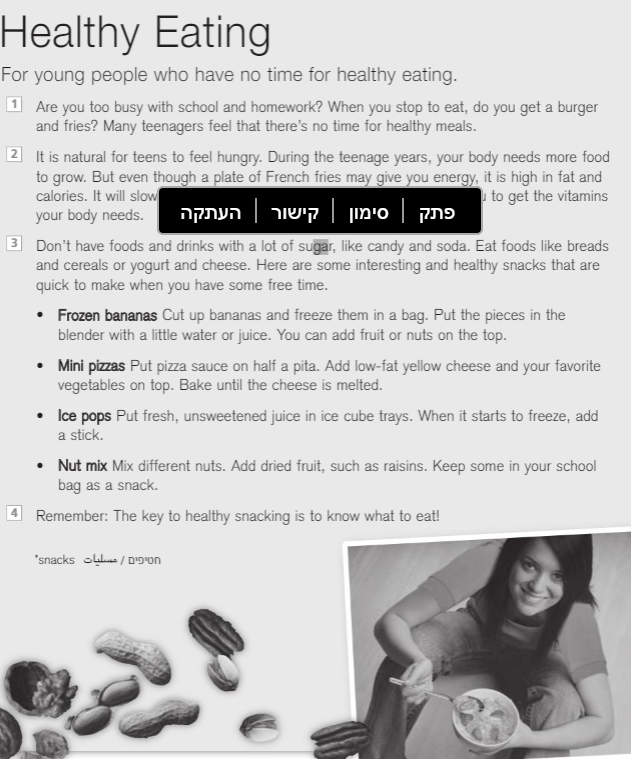 Healthy Eating
For young people who have no time for healthy eating.
1 Are you too busy with school and homework? When you stop to eat, do you get a burger
and fries? Many teenagers feel that there's no time for healthy meals.
2 It is natural for teens to feel hungry. During the teenage years, your body needs more food
to grow. But even though a plate of French fries may give you energy, it is high in fat and
calories. It will slow to get the vitamins
your body needs.
העתקה | קישור | סימון | פתק
3 Don't have foods and drinks with a lot of sugar, like candy and soda. Eat foods like breads
and cereals or yogurt and cheese. Here are some interesting and healthy snacks that are
quick to make when you have some free time.
• Frozen bananas Cut up bananas and freeze them in a bag. Put the pieces in the
blender with a little water or juice. You can add fruit or nuts on the top.
• Mini pizzas Put pizza sauce on half a pita. Add low-fat yellow cheese and your favorite
vegetables on top. Bake until the cheese is melted.
• Ice pops Put fresh, unsweetened juice in ice cube trays. When it starts to freeze, add
a stick.
• Nut mix Mix different nuts. Add dried fruit, such as raisins. Keep some in your school
bag as a snack.
4 Remember: The key to healthy snacking is to know what to eat!
*snacks חטיפים / مسليات